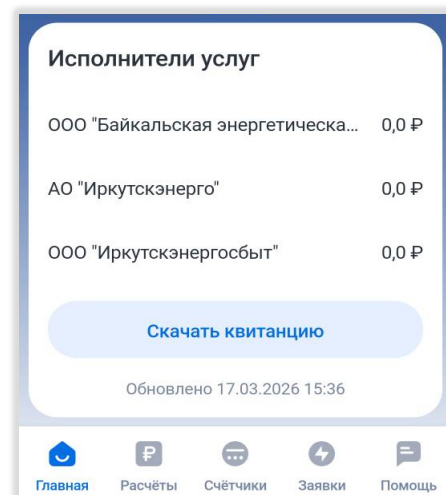 Исполнители услуг
ООО "Байкальская энергетическа... 0,0 ₽
АО "Иркутскэнерго" 0,0 ₽
ООО "Иркутскэнергосбыт" 0,0 ₽
Скачать квитанцию
Обновлено 17.03.2026 15:36
₽
Главная Расчёты Счётчики Заявки Помощь